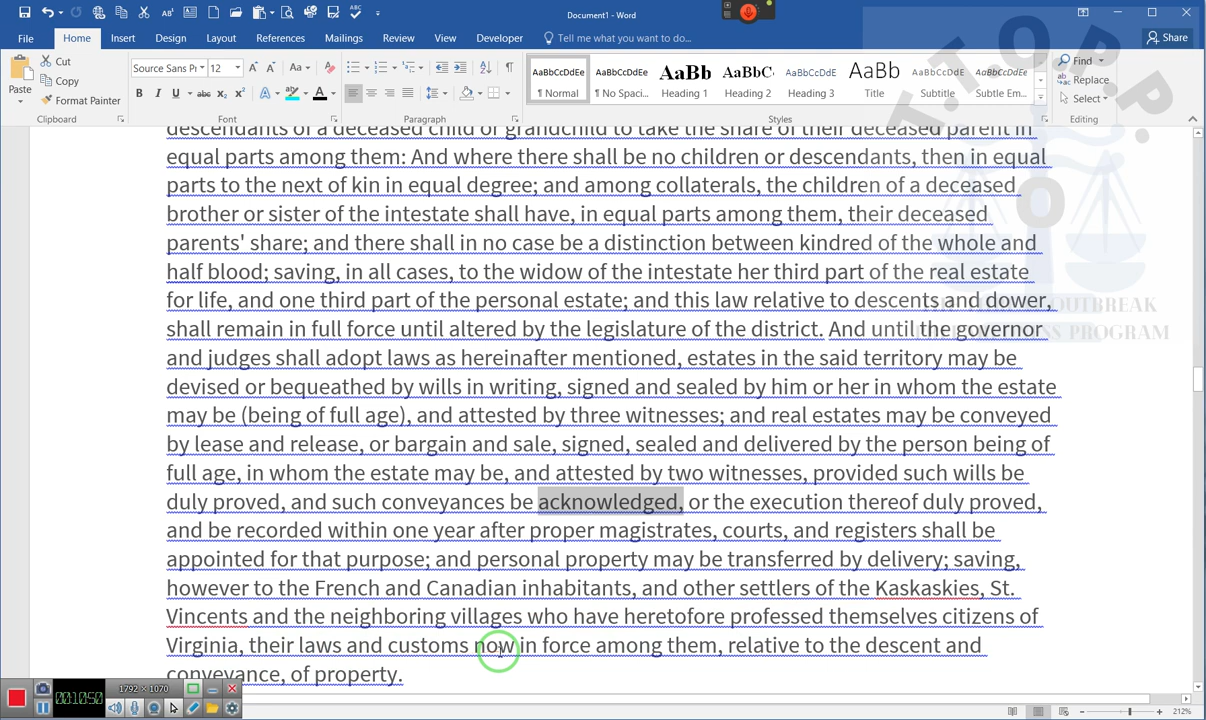 Document1 - Word
File Home Insert Design Layout References Mailings Review View Developer Tell me what you want to do... Share
Paste Cut Copy Format Painter
Source Sans Pr 12
AaBbCcDdEe AaBbCcDdEe AaBb( AaBbC AaBbCcDdE AaBb AaBbCcDdE AaBbCcDdEe
¶ Normal ¶ No Spaci... Heading 1 Heading 2 Heading 3 Title Subtitle Subtle Em...
Find
Replace
Select
Clipboard Font Paragraph Styles Editing
T.T.O.P.P.
O
descendants of a deceased child or grandchild to take the share of their deceased parent in
equal parts among them: And where there shall be no children or descendants, then in equal
parts to the next of kin in equal degree; and among collaterals, the children of a deceased
brother or sister of the intestate shall have, in equal parts among them, their deceased
parents' share; and there shall in no case be a distinction between kindred of the whole and
half blood; saving, in all cases, to the widow of the intestate her third part of the real estate
for life, and one third part of the personal estate; and this law relative to descents and dower,
shall remain in full force until altered by the legislature of the district. And until the governor
and judges shall adopt laws as hereinafter mentioned, estates in the said territory may be
devised or bequeathed by wills in writing, signed and sealed by him or her in whom the estate
may be (being of full age), and attested by three witnesses; and real estates may be conveyed
by lease and release, or bargain and sale, signed, sealed and delivered by the person being of
full age, in whom the estate may be, and attested by two witnesses, provided such wills be
duly proved, and such conveyances be acknowledged, or the execution thereof duly proved,
and be recorded within one year after proper magistrates, courts, and registers shall be
appointed for that purpose; and personal property may be transferred by delivery; saving,
however to the French and Canadian inhabitants, and other settlers of the Kaskaskies, St.
Vincents and the neighboring villages who have heretofore professed themselves citizens of
Virginia, their laws and customs now in force among them, relative to the descent and
conveyance, of property.
OUTBREAK
PROGRAM
1792 x 1070
00:10:50
212%